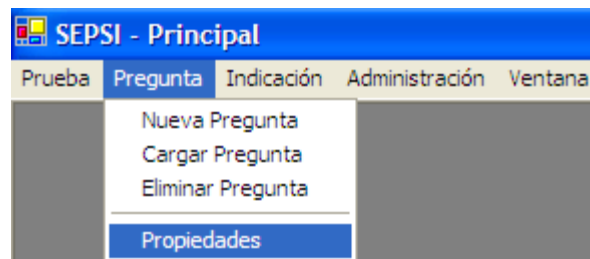 SEPSI - Principal
Prueba Pregunta Indicación Administración Ventana
Nueva Pregunta
Cargar Pregunta
Eliminar Pregunta
Propiedades